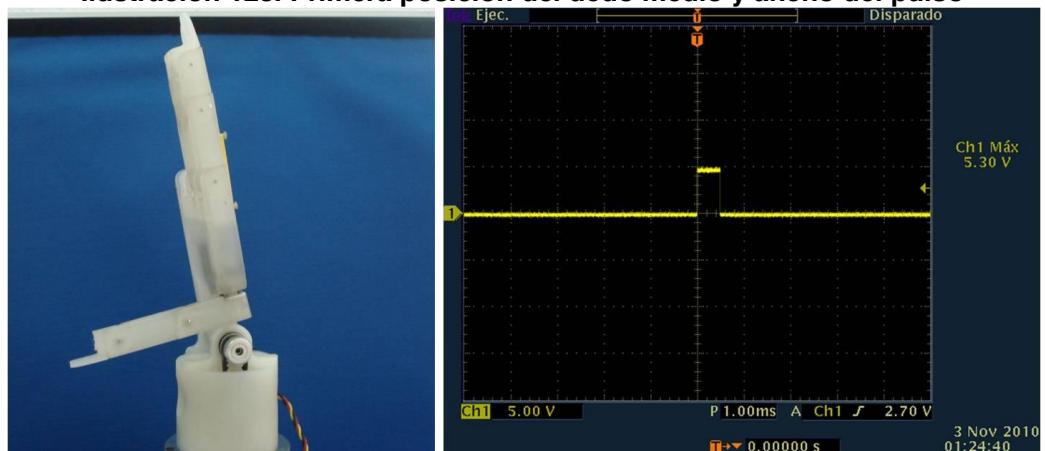 Ejec.
Disparado
Ch1 Máx
5.30 V
1
Ch1 5.00 V
P 1.00ms A Ch1 2.70 V
0.00000 s
3 Nov 2010
01:24:40